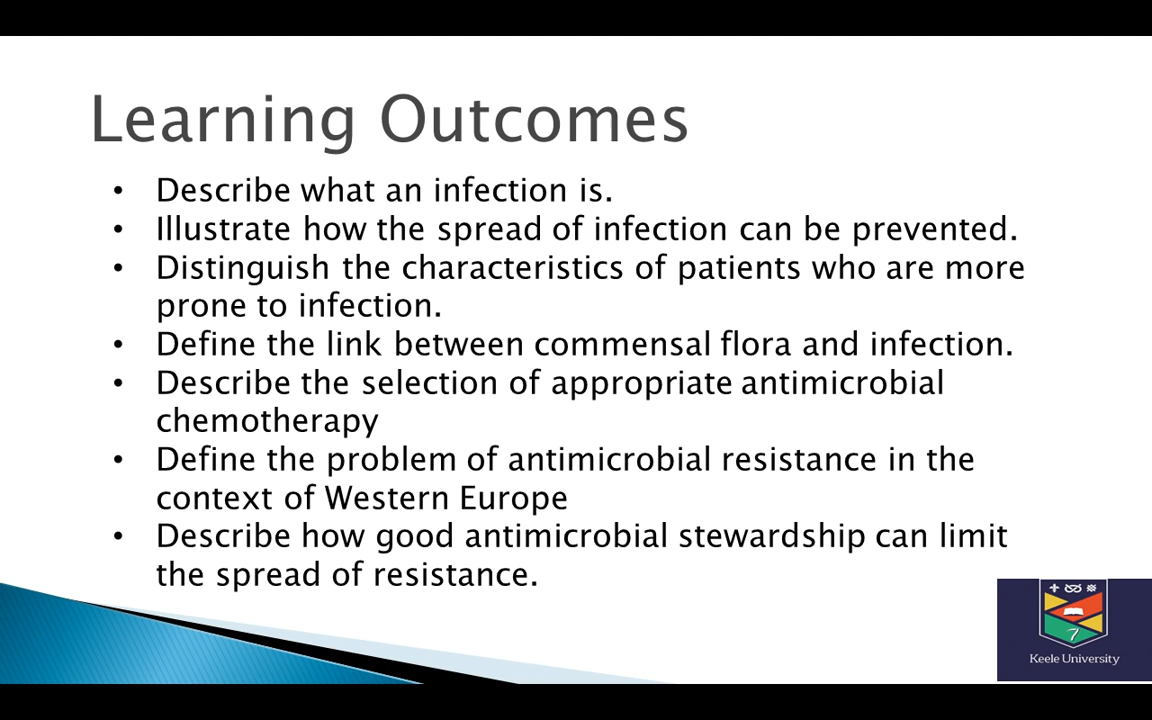 Learning Outcomes
• Describe what an infection is.
• Illustrate how the spread of infection can be prevented.
• Distinguish the characteristics of patients who are more
prone to infection.
• Define the link between commensal flora and infection.
• Describe the selection of appropriate antimicrobial
chemotherapy
• Define the problem of antimicrobial resistance in the
context of Western Europe
• Describe how good antimicrobial stewardship can limit
the spread of resistance.
Keele University